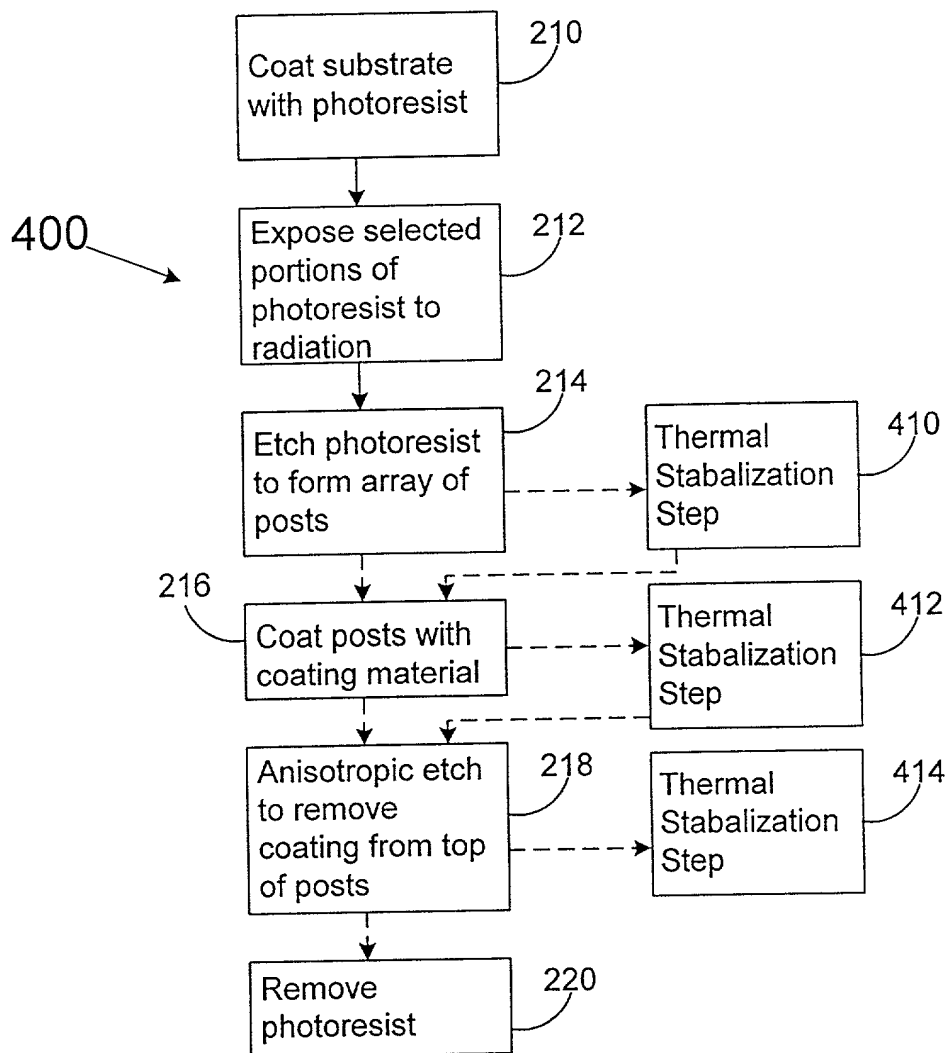 210
Coat substrate
with photoresist
400
212
Expose selected
portions of
photoresist to
radiation
214
Etch photoresist
to form array of
posts
410
Thermal
Stabalization
Step
216
Coat posts with
coating material
412
Thermal
Stabalization
Step
218
Anisotropic etch
to remove
coating from top
of posts
414
Thermal
Stabalization
Step
220
Remove
photoresist